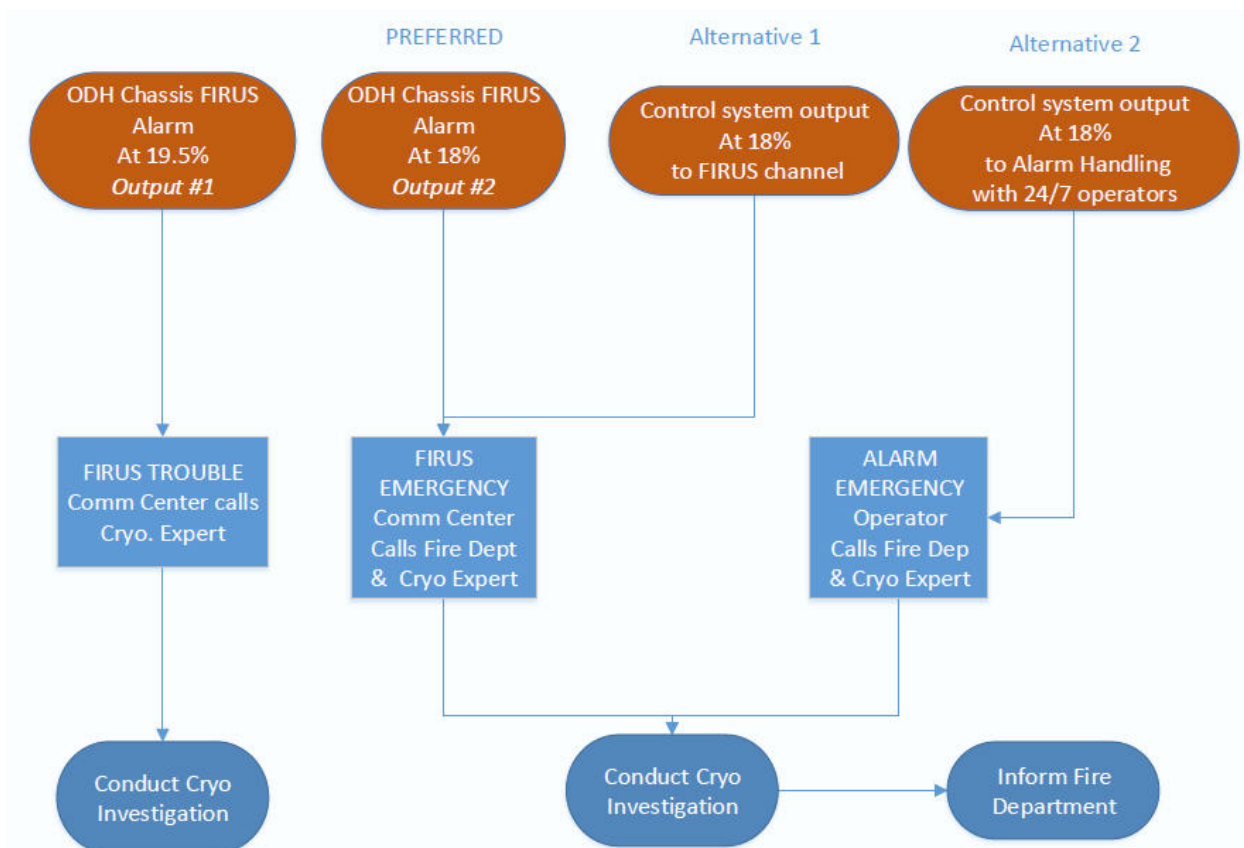 PREFERRED
Alternative 1
Alternative 2
ODH Chassis FIRUS
Alarm
At 19.5%
Output #1
ODH Chassis FIRUS
Alarm
At 18%
Output #2
Control system output
At 18%
to FIRUS channel
Control system output
At 18%
to Alarm Handling
with 24/7 operators
FIRUS TROUBLE
Comm Center calls
Cryo. Expert
FIRUS
EMERGENCY
Comm Center
Calls Fire Dept
& Cryo Expert
ALARM
EMERGENCY
Operator
Calls Fire Dep
& Cryo Expert
Conduct Cryo
Investigation
Conduct Cryo
Investigation
Inform Fire
Department